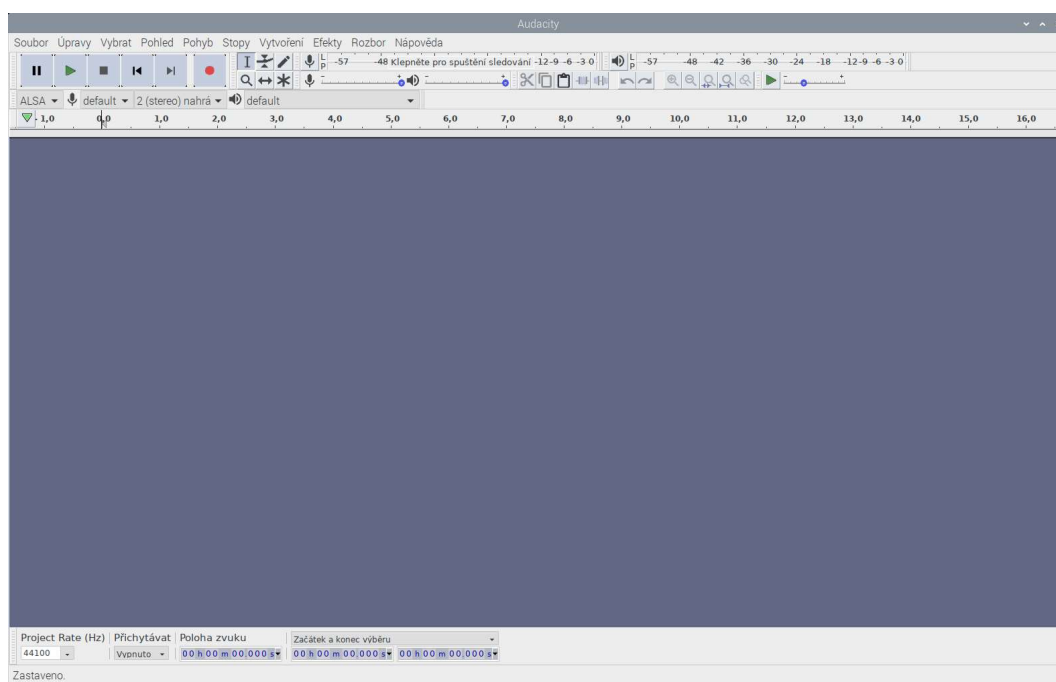 Audacity
Soubor Úpravy Vybrat Pohled Pohyb Stopy Vytvoření Efekty Rozbor Nápověda
L P -57 -48 Klepněte pro spuštění sledování -12 -9 -6 -3 0 L P -57 -48 -42 -36 -30 -24 -18 -12 -9 -6 -3 0
ALSA default 2 (stereo) nahrá default
- 1,0 0,0 1,0 2,0 3,0 4,0 5,0 6,0 7,0 8,0 9,0 10,0 11,0 12,0 13,0 14,0 15,0 16,0
Project Rate (Hz) Přichytávat Poloha zvuku Začátek a konec výběru
44100 Vypnuto 00 h 00 m 00,000 s 00 h 00 m 00,000 s 00 h 00 m 00,000 s
Zastaveno.